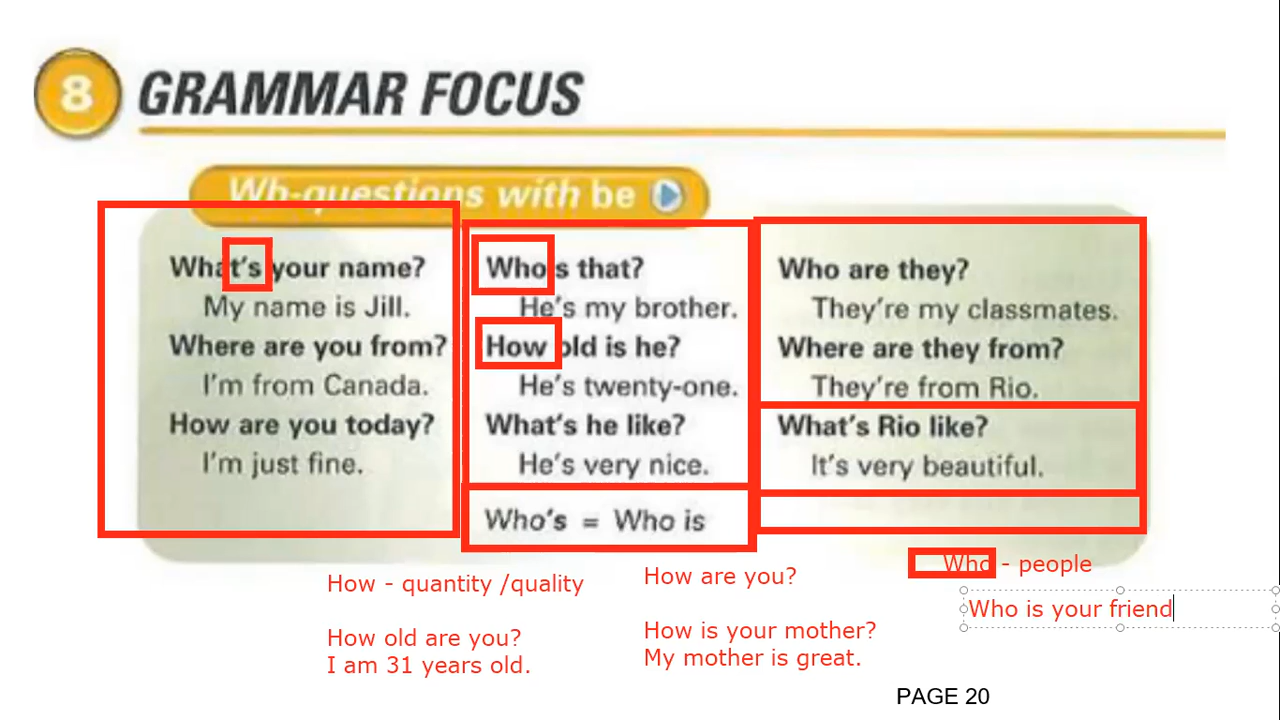 8 GRAMMAR FOCUS
Wh-questions with be
What's your name?
My name is Jill.
Where are you from?
I'm from Canada.
How are you today?
I'm just fine.
Who's that?
He's my brother.
How old is he?
He's twenty-one.
What's he like?
He's very nice.
Who's = Who is
Who are they?
They're my classmates.
Where are they from?
They're from Rio.
What's Rio like?
It's very beautiful.
How - quantity /quality
How old are you?
I am 31 years old.
How are you?
How is your mother?
My mother is great.
Who - people
Who is your friend
PAGE 20